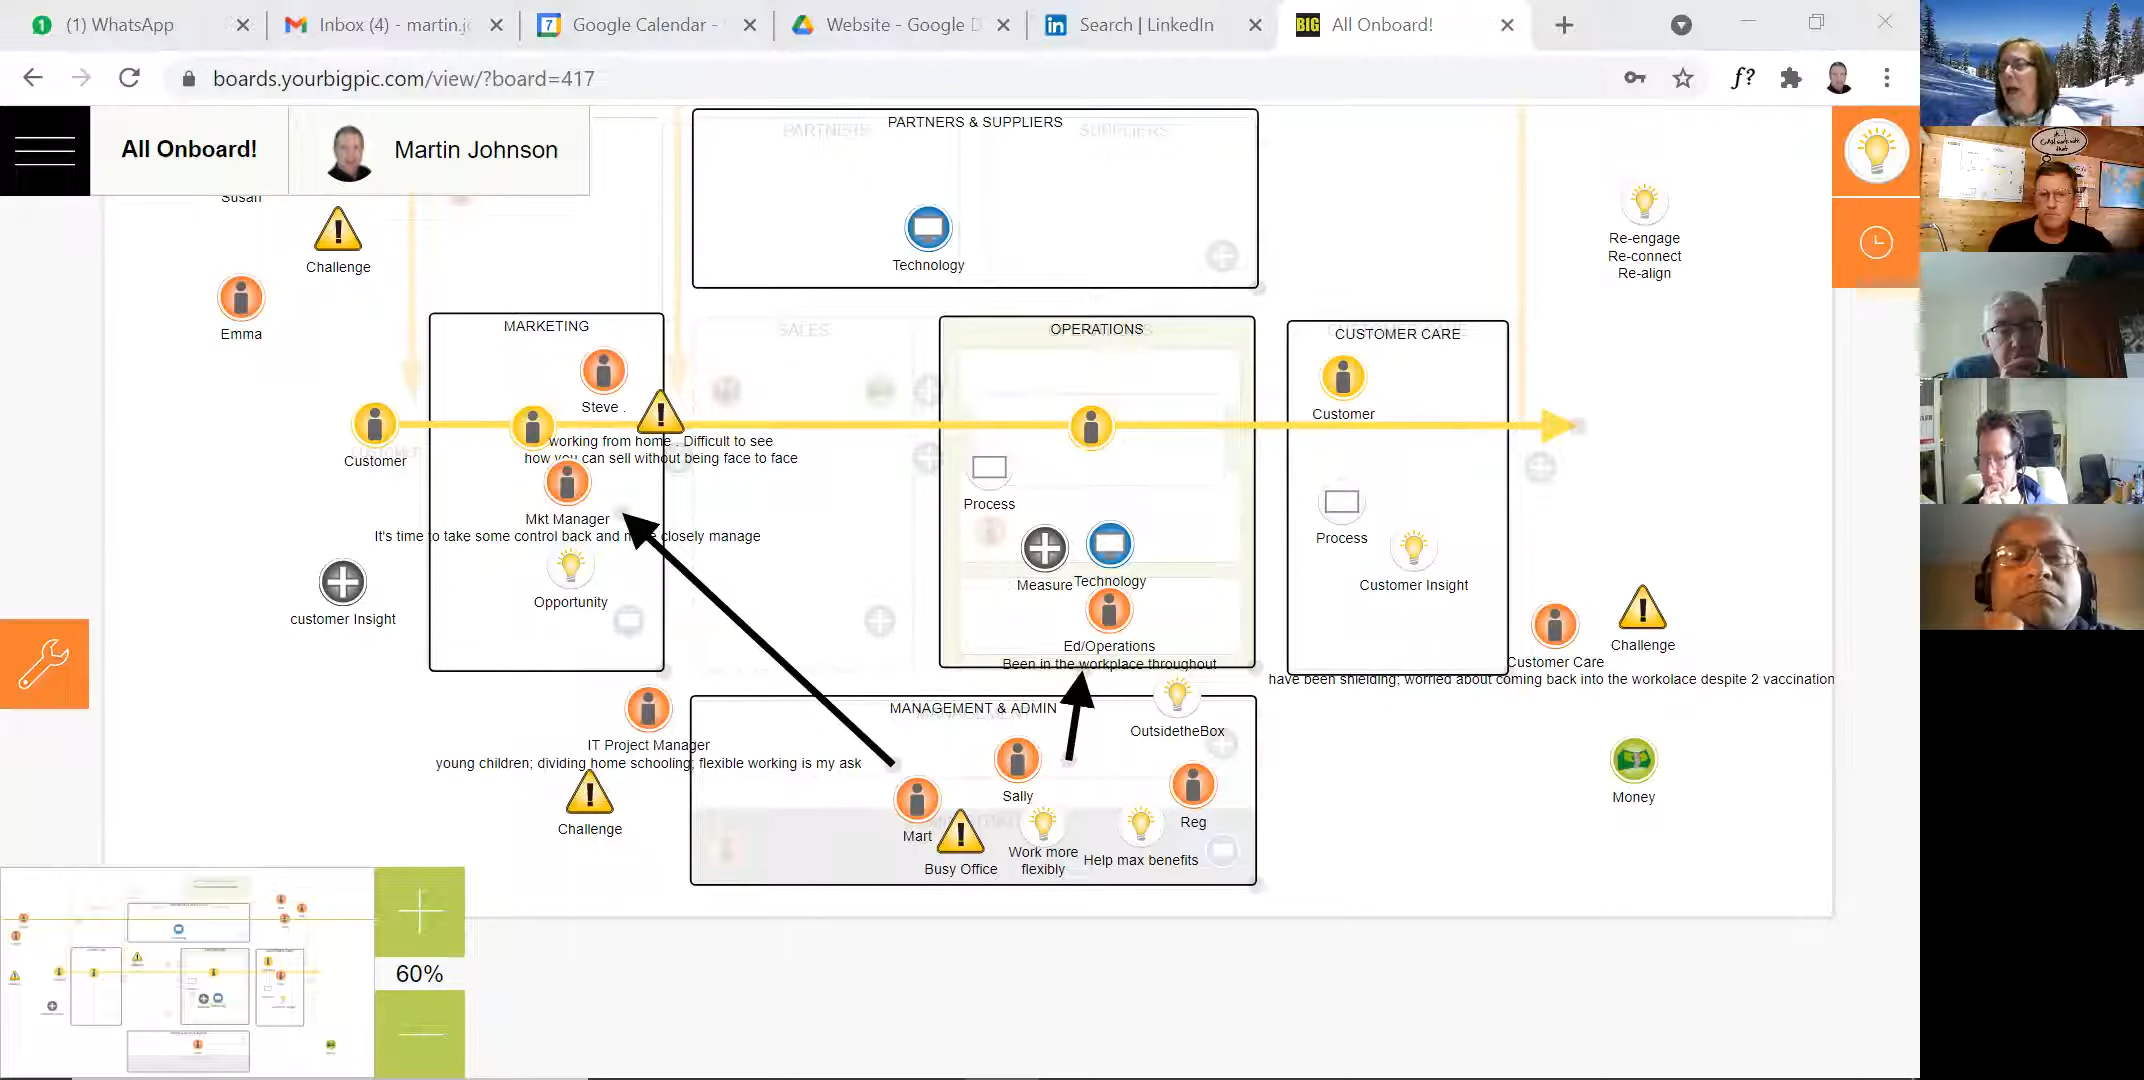 (1) WhatsApp
Inbox (4) - martin.j
Google Calendar -
Website - Google D
Search | LinkedIn
BIG
All Onboard!
boards.yourbigpic.com/view/?board=417
f?
All Onboard!
Martin Johnson
PARTNERS & SUPPLIERS
PARTNERS
SUPPLIERS
Technology
Susan
Challenge
Emma
Re-engage
Re-connect
Re-align
MARKETING
SALES
OPERATIONS
CUSTOMER CARE
Steve .
Customer
Customer
working from home . Difficult to see
how you can sell without being face to face
Mkt Manager
It's time to take some control back and more closely manage
Opportunity
customer Insight
Process
Measure
Technology
Ed/Operations
Been in the workplace throughout
Process
Customer Insight
Challenge
Customer Care
have been shielding; worried about coming back into the workolace despite 2 vaccination
IT Project Manager
young children; dividing home schooling; flexible working is my ask
Challenge
MANAGEMENT & ADMIN
OutsidetheBox
Sally
Mart
Reg
Busy Office
Work more
flexibly
Help max benefits
Money
60%